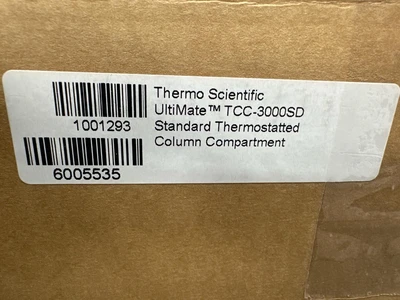 Thermo Scientific
UltiMate™ TCC-3000SD
Standard Thermostatted
Column Compartment
1001293
6005535